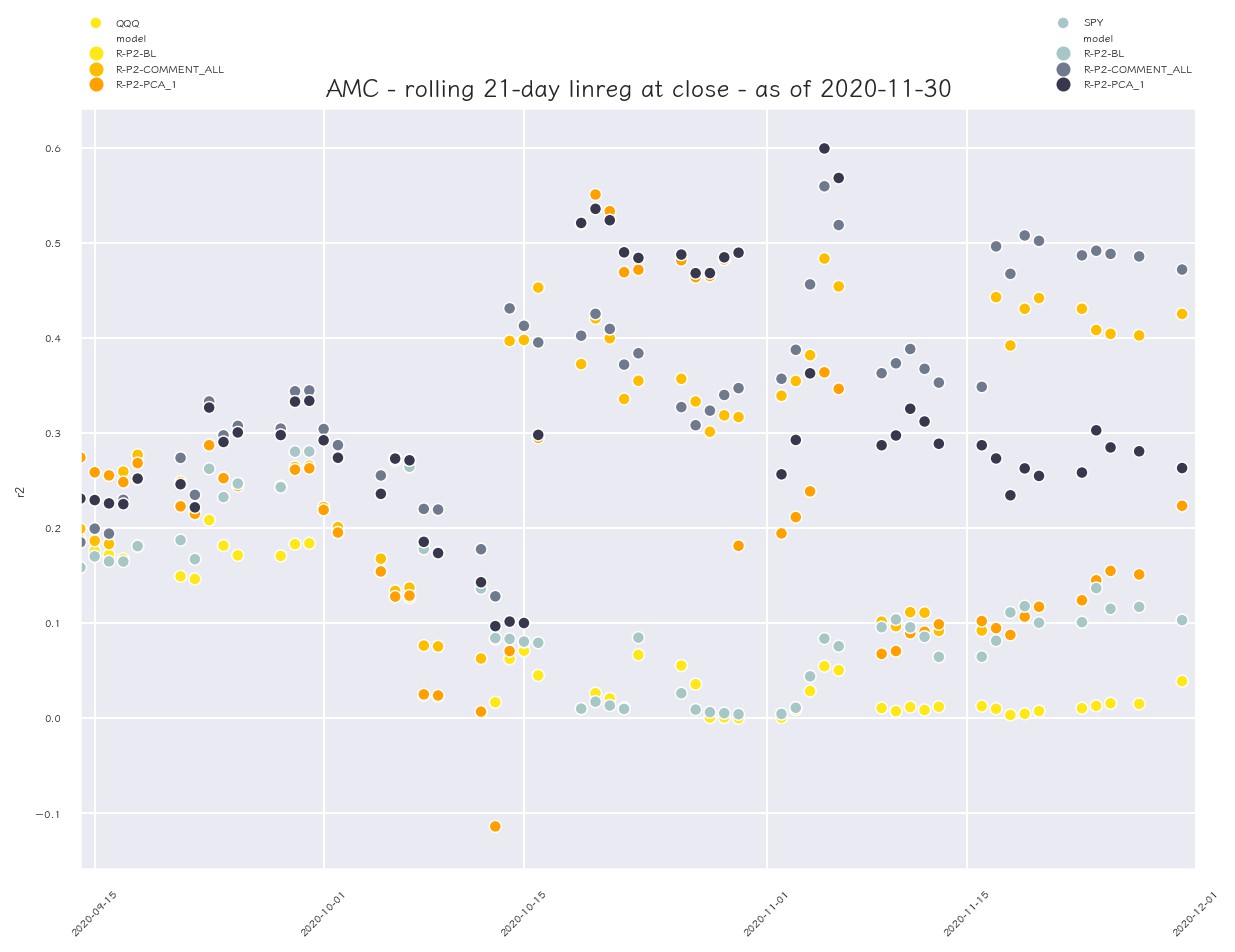 QQQ
model
R-P2-BL
R-P2-COMMENT_ALL
R-P2-PCA_1
SPY
model
R-P2-BL
R-P2-COMMENT_ALL
R-P2-PCA_1
AMC - rolling 21-day linreg at close - as of 2020-11-30
r2
0.6
0.5
0.4
0.3
0.2
0.1
0.0
−0.1
2020-09-15
2020-10-01
2020-10-15
2020-11-01
2020-11-15
2020-12-01